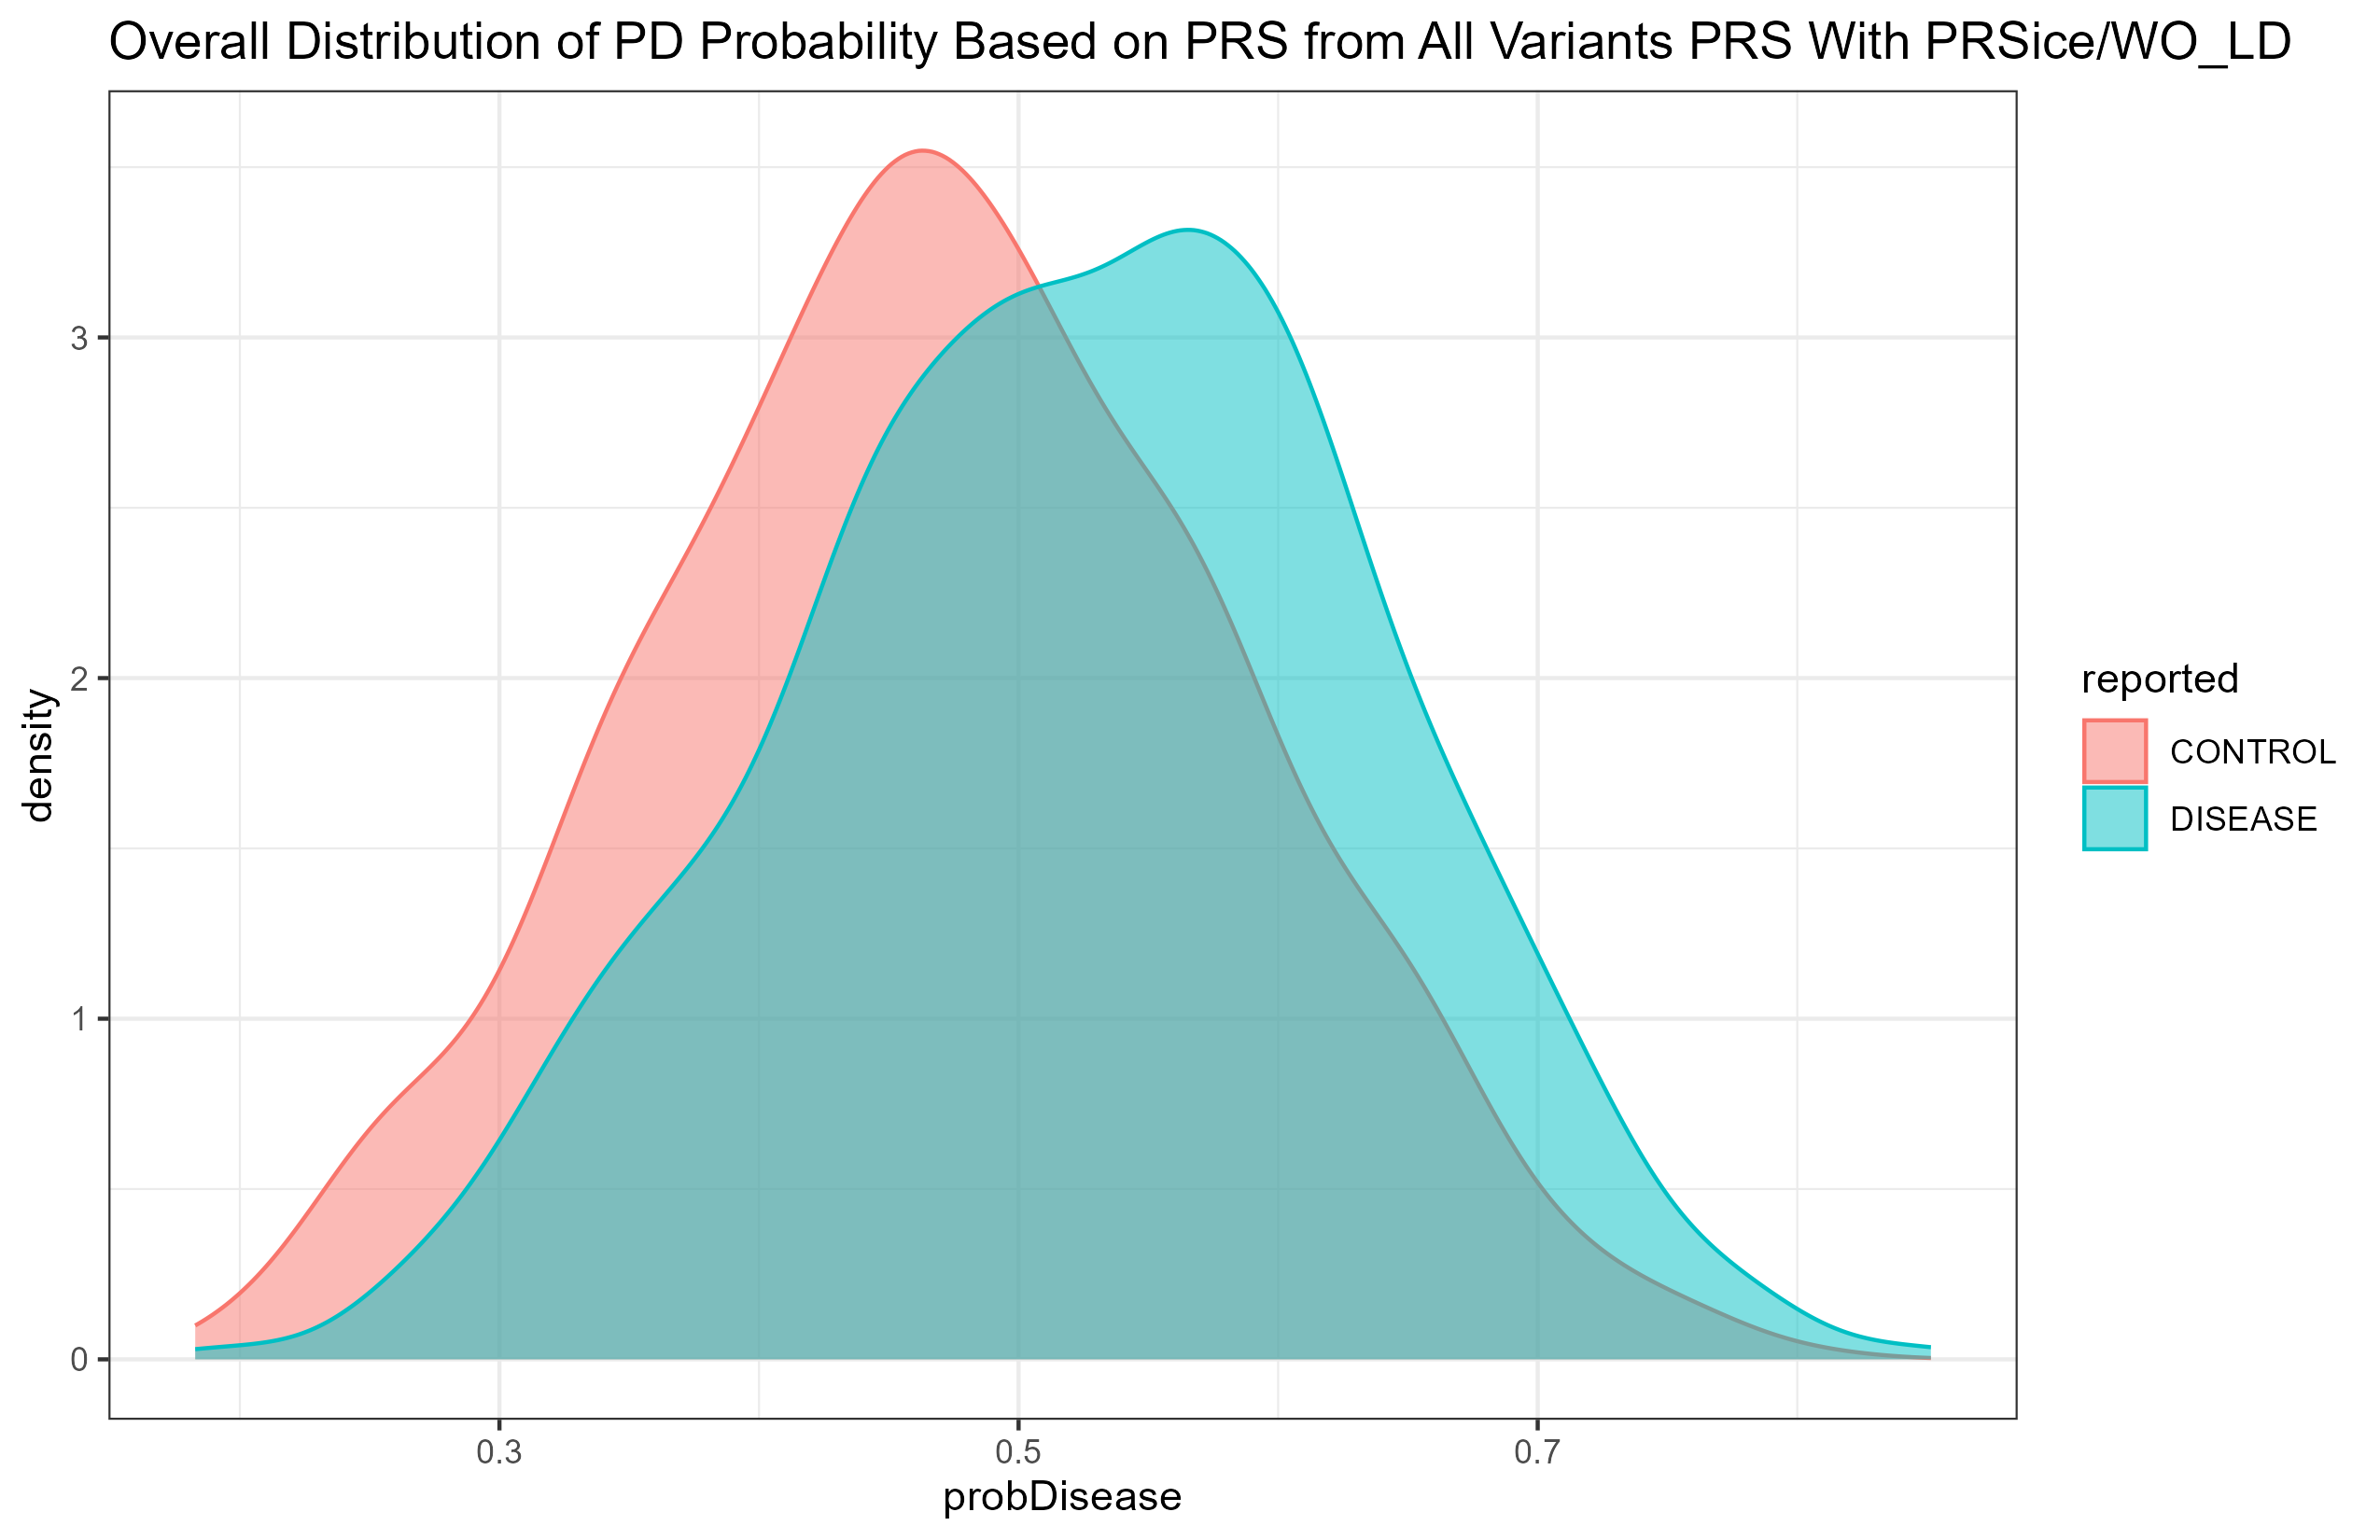 Overall Distribution of PD Probability Based on PRS from All Variants PRS With PRSice/WO_LD
3
2
1
0
density
0.3 0.5 0.7
probDisease
reported
CONTROL
DISEASE